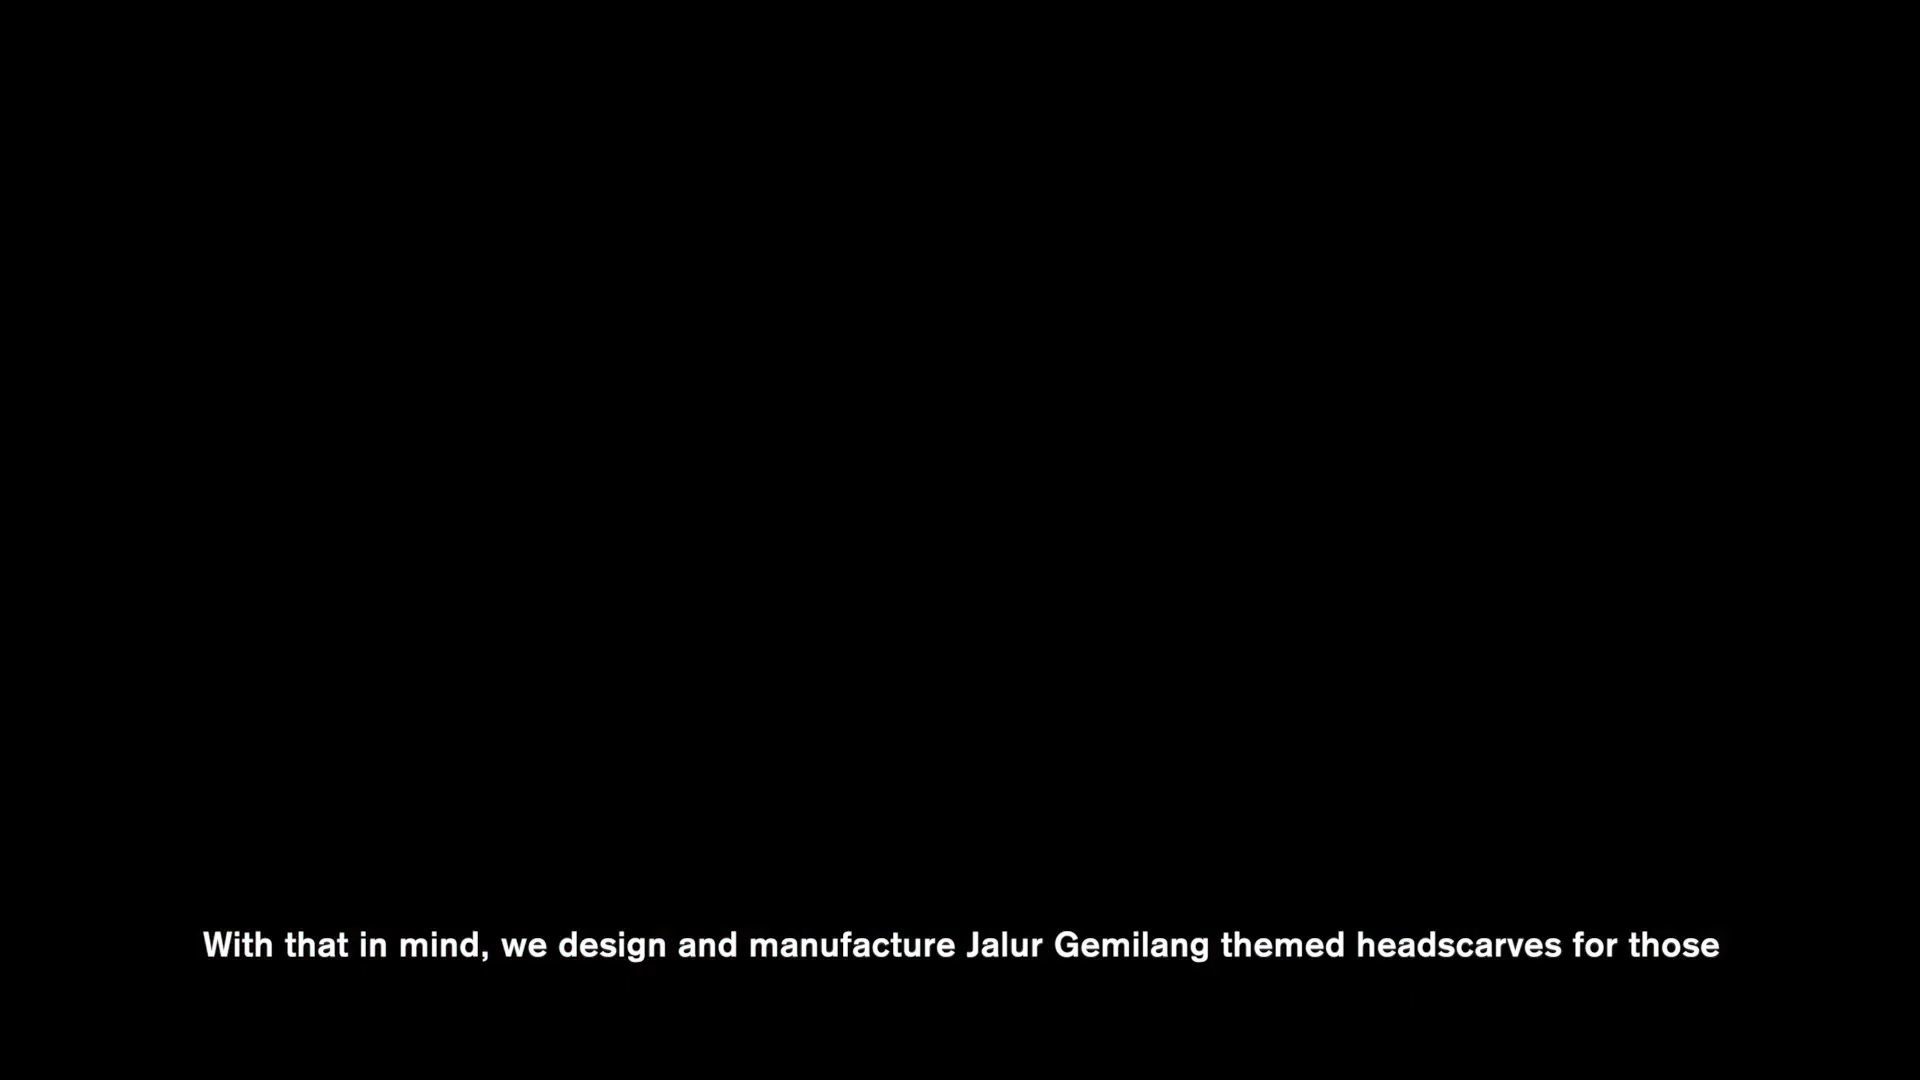 With that in mind, we design and manufacture Jalur Gemilang themed headscarves for those